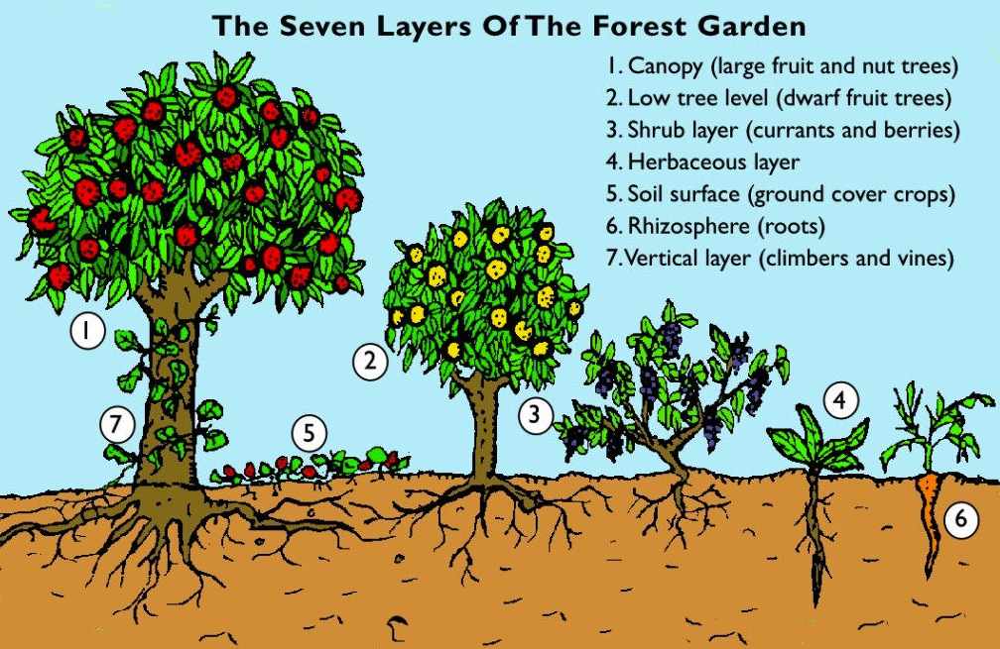 The Seven Layers Of The Forest Garden
1. Canopy (large fruit and nut trees)
2. Low tree level (dwarf fruit trees)
3. Shrub layer (currants and berries)
4. Herbaceous layer
5. Soil surface (ground cover crops)
6. Rhizosphere (roots)
7. Vertical layer (climbers and vines)
1
2
3
4
7
5
6